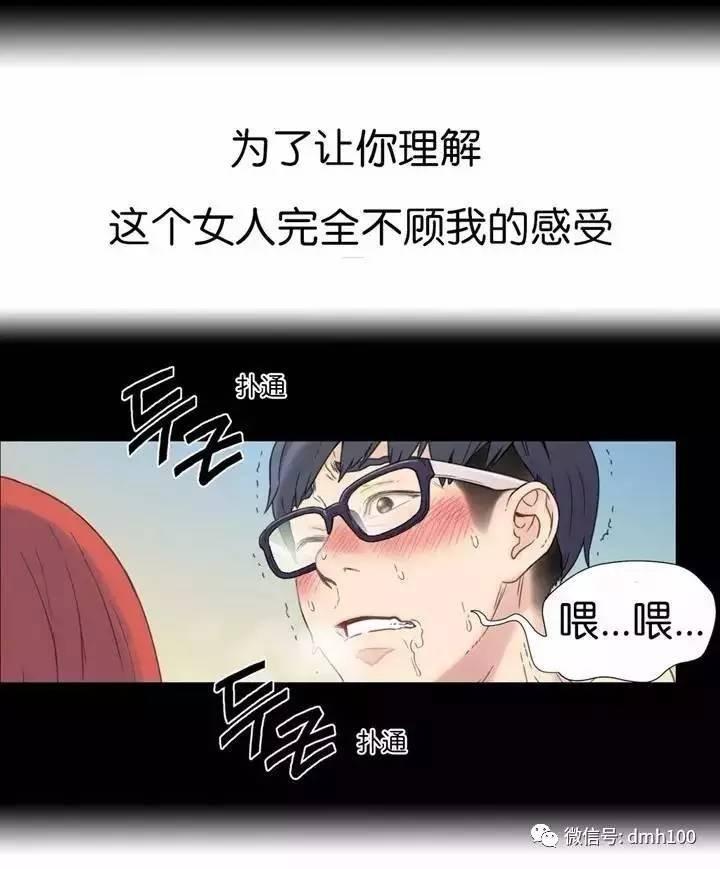 为了让你理解
这个女人完全不顾我的感受
두근
扑通
喂...喂...
두근
扑通
微信号: dmh100